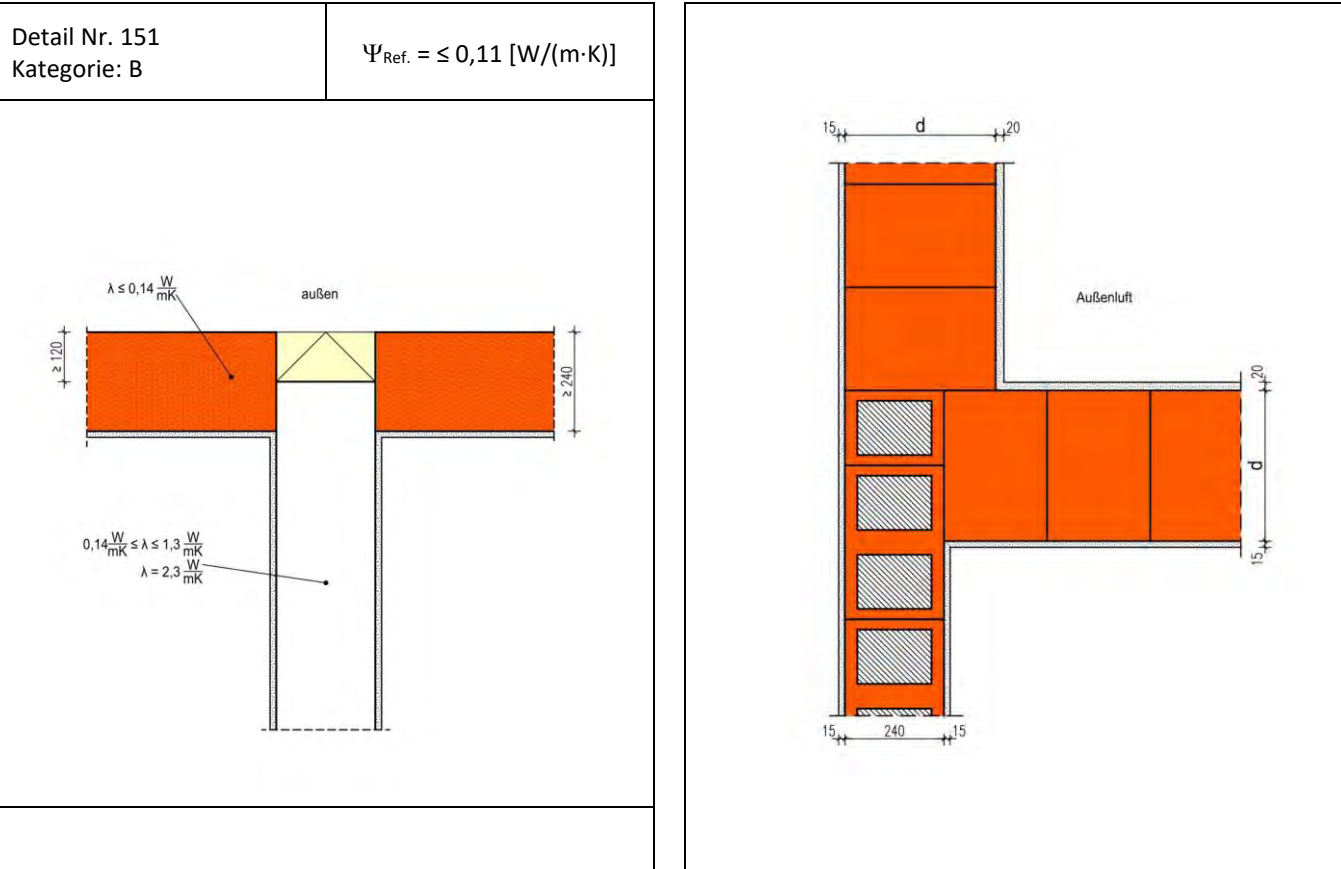 Detail Nr. 151
Kategorie: B
ΨRef. = ≤ 0,11 [W/(m·K)]
λ ≤ 0,14 W/mK
außen
≥ 120
≥ 240
0,14 W/mK ≤ λ ≤ 1,3 W/mK
λ = 2,3 W/mK
15 d 20
Außenluft
20
d
15
15 240 15